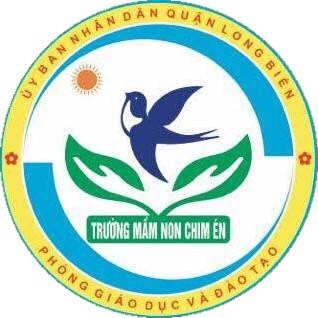 ỦY BAN NHÂN DÂN QUẬN LONG BIÊN
TRƯỜNG MẦM NON CHIM ÉN
PHÒNG GIÁO DỤC VÀ ĐÀO TẠO